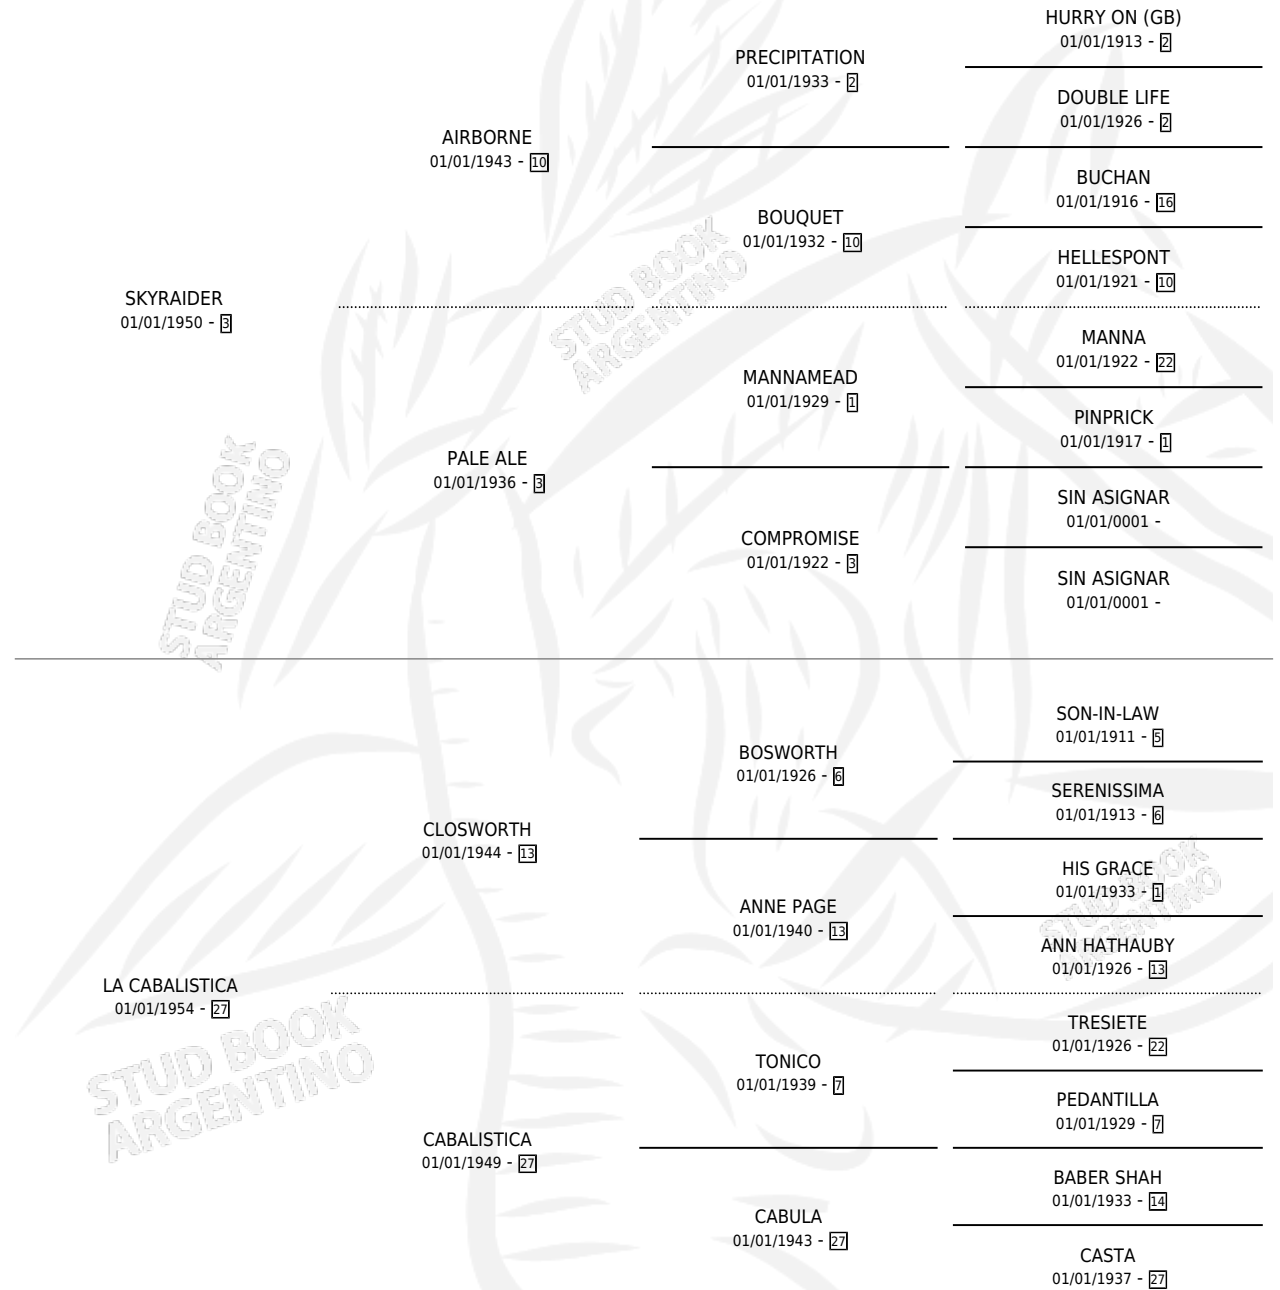 HURRY ON (GB)
01/01/1913 - 2
PRECIPITATION
01/01/1933 - 2
DOUBLE LIFE
01/01/1926 - 2
AIRBORNE
01/01/1943 - 10
BUCHAN
01/01/1916 - 16
BOUQUET
01/01/1932 - 10
HELLESPONT
01/01/1921 - 10
SKYRAIDER
01/01/1950 - 3
MANNA
01/01/1922 - 22
MANNAMEAD
01/01/1929 - 1
PINPRICK
01/01/1917 - 1
PALE ALE
01/01/1936 - 3
SIN ASIGNAR
01/01/0001 -
COMPROMISE
01/01/1922 - 3
SIN ASIGNAR
01/01/0001 -
SON-IN-LAW
01/01/1911 - 5
BOSWORTH
01/01/1926 - 6
SERENISSIMA
01/01/1913 - 6
CLOSWORTH
01/01/1944 - 13
HIS GRACE
01/01/1933 - 1
ANNE PAGE
01/01/1940 - 13
ANN HATHAUBY
01/01/1926 - 13
LA CABALISTICA
01/01/1954 - 27
TRESIETE
01/01/1926 - 22
TONICO
01/01/1939 - 7
PEDANTILLA
01/01/1929 - 7
CABALISTICA
01/01/1949 - 27
BABER SHAH
01/01/1933 - 14
CABULA
01/01/1943 - 27
CASTA
01/01/1937 - 27
STUD BOOK
ARGENTINO
STUD BOOK
ARGENTINO
STUD BOOK
ARGENTINO
STUD BOOK
ARGENTINO